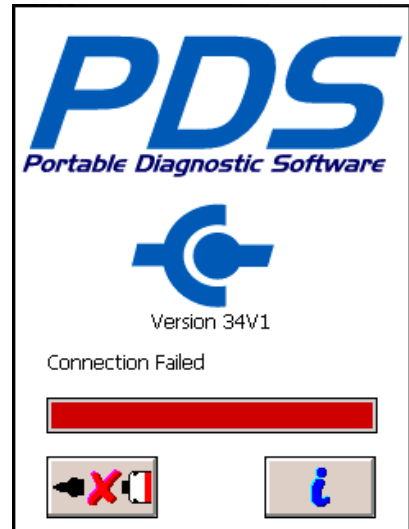 PDS
Portable Diagnostic Software
Version 34V1
Connection Failed
i